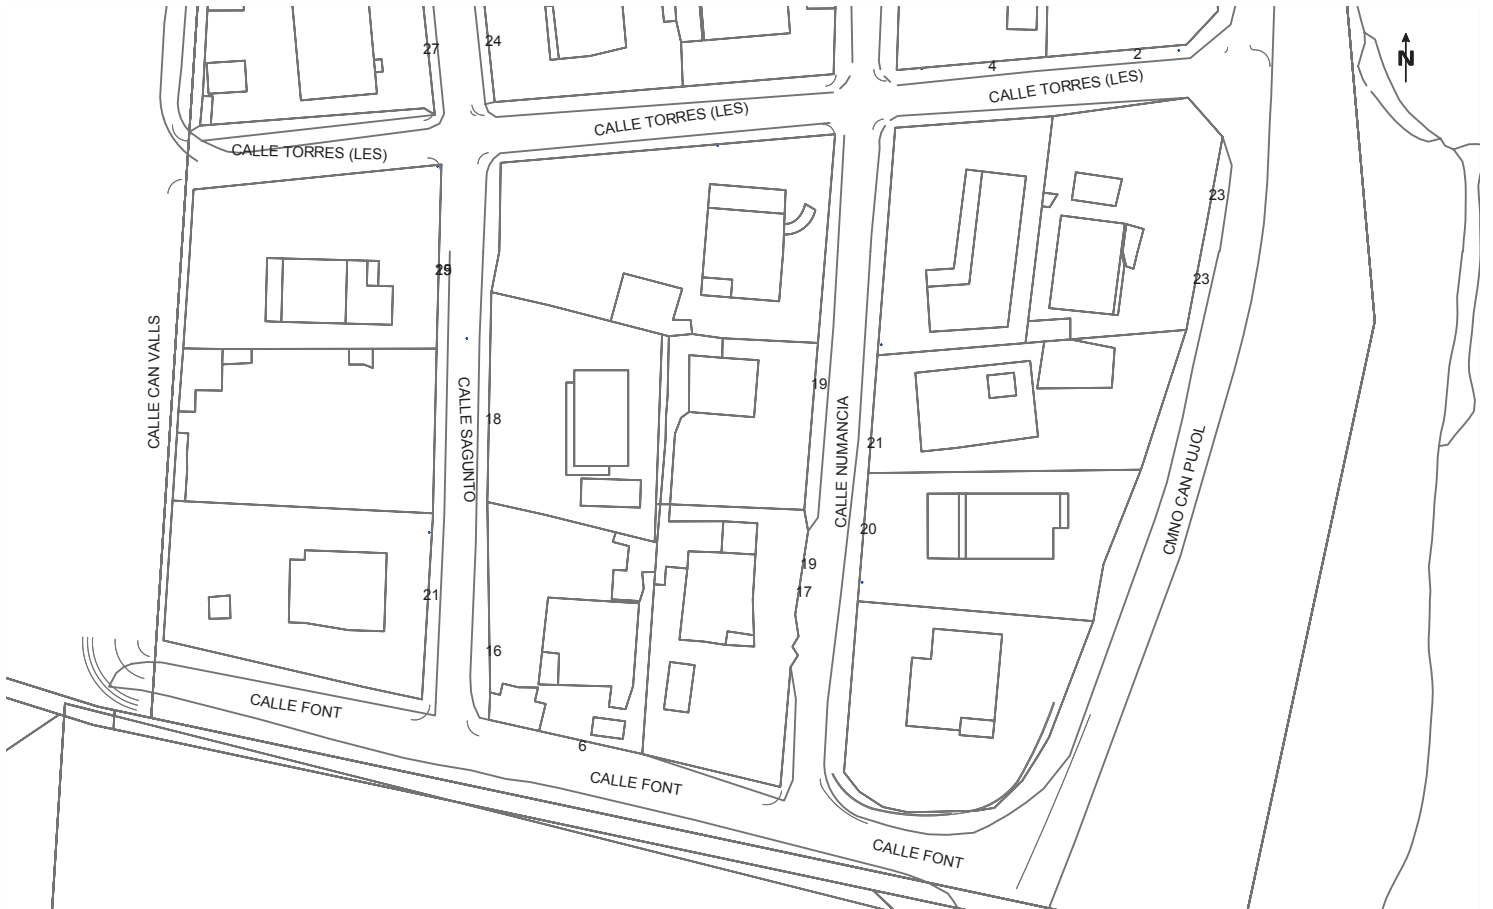 27
24
2
4
N
CALLE TORRES (LES)
CALLE TORRES (LES)
CALLE TORRES (LES)
23
23
CALLE CAN VALLS
CALLE SAGUNTO
18
19
CALLE NUMANCIA
21
CMNO CAN PUJOL
20
19
17
21
16
CALLE FONT
6
CALLE FONT
CALLE FONT